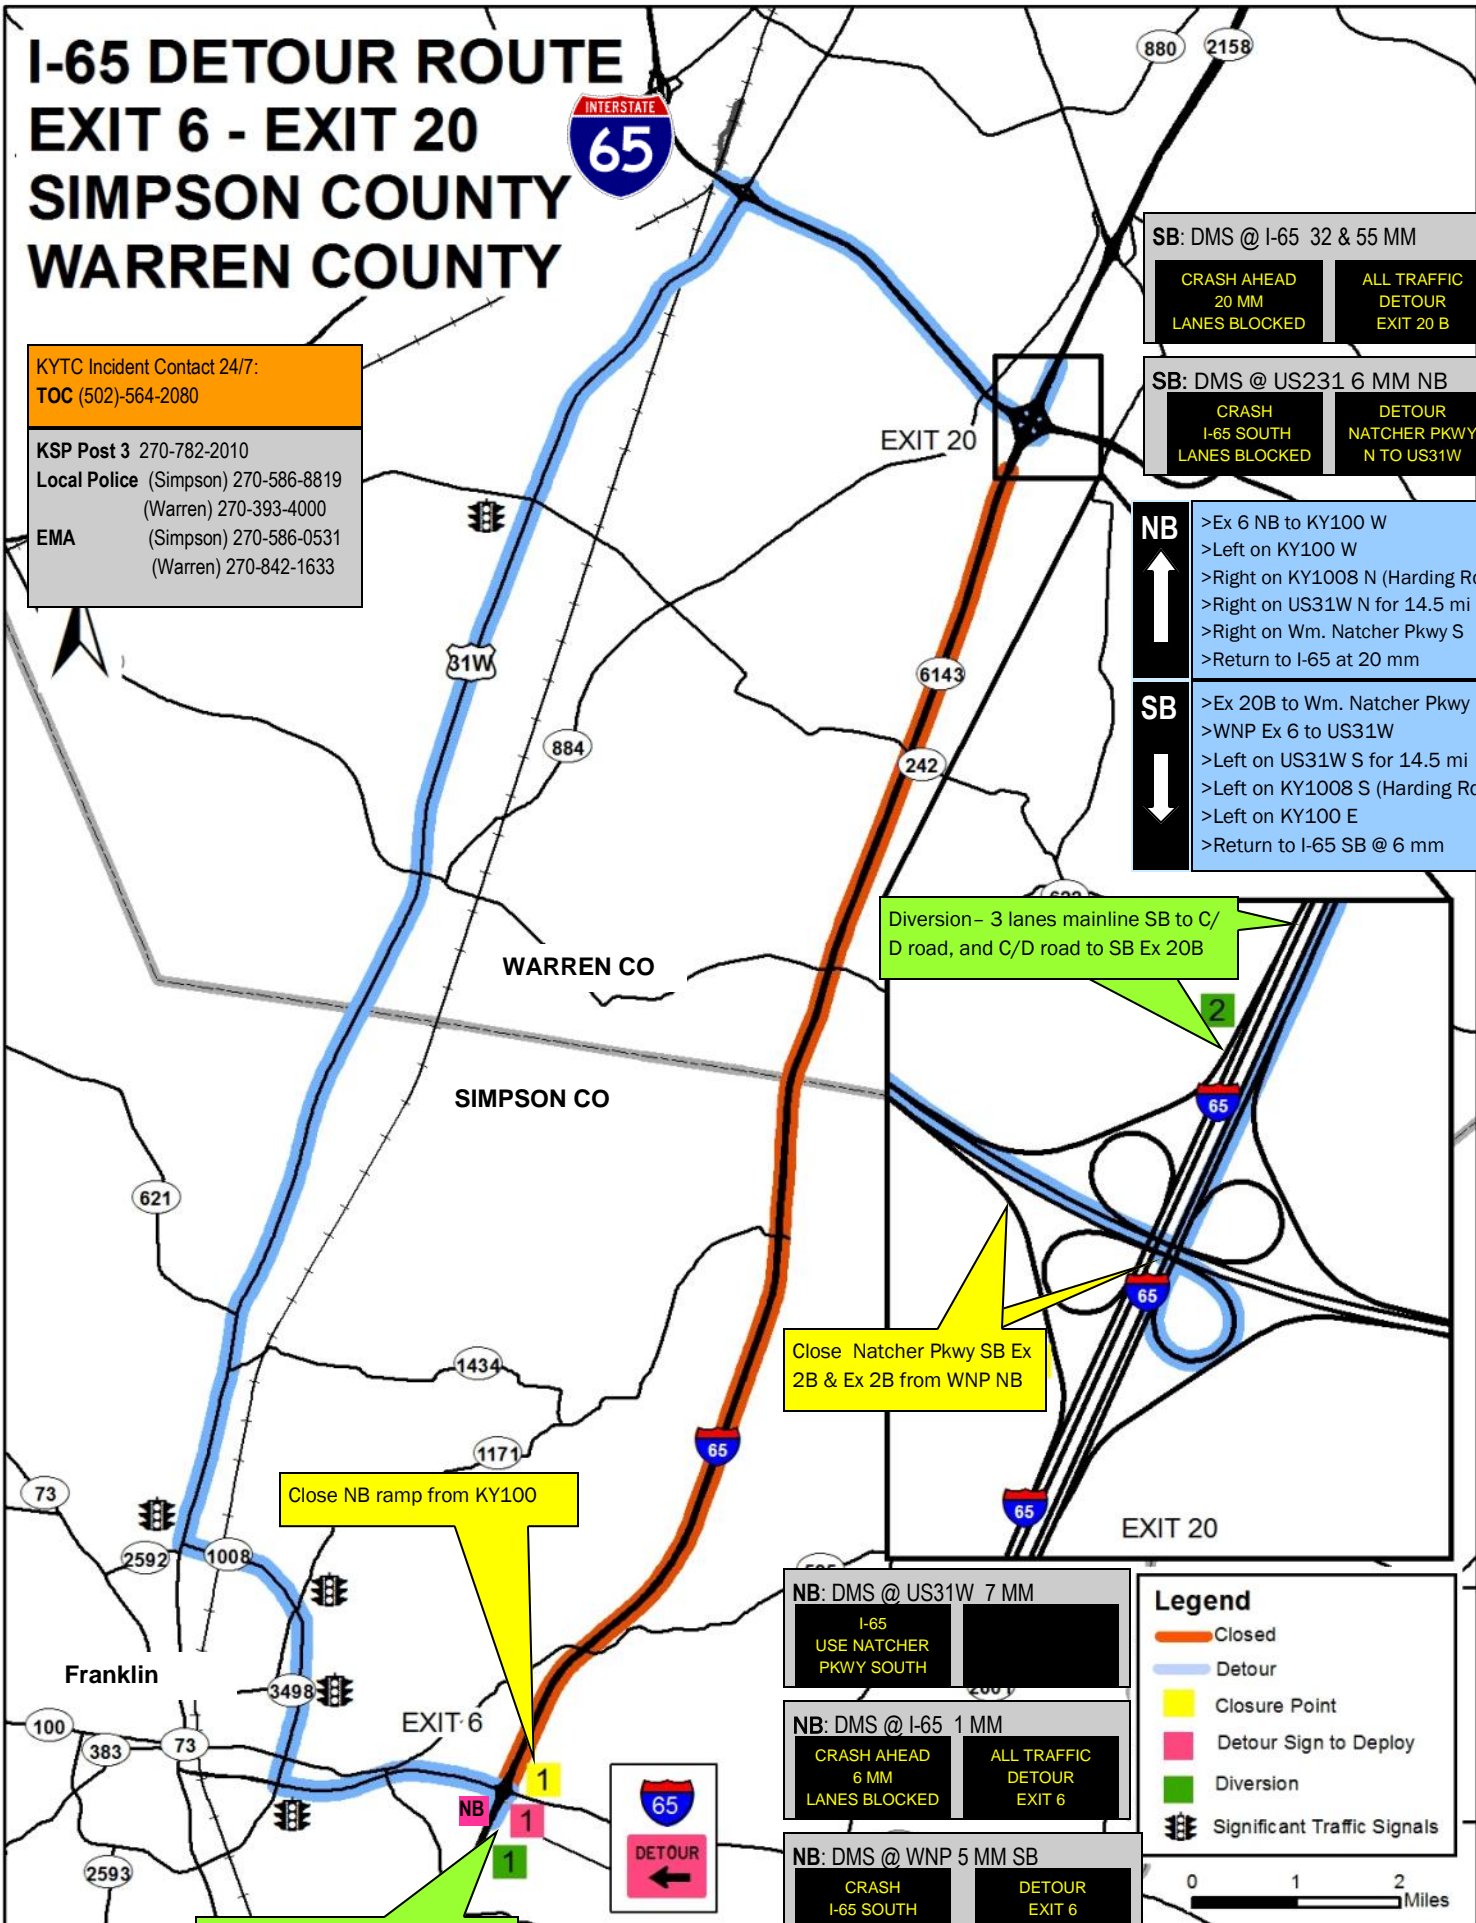 I-65 DETOUR ROUTE
EXIT 6 - EXIT 20
SIMPSON COUNTY
WARREN COUNTY
INTERSTATE
65
880
2158
KYTC Incident Contact 24/7:
TOC (502)-564-2080
KSP Post 3 270-782-2010
Local Police (Simpson) 270-586-8819
(Warren) 270-393-4000
EMA (Simpson) 270-586-0531
(Warren) 270-842-1633
SB: DMS @ I-65 32 & 55 MM
CRASH AHEAD
20 MM
LANES BLOCKED
ALL TRAFFIC
DETOUR
EXIT 20 B
SB: DMS @ US231 6 MM NB
CRASH
I-65 SOUTH
LANES BLOCKED
DETOUR
NATCHER PKWY
N TO US31W
EXIT 20
NB
>Ex 6 NB to KY100 W
>Left on KY100 W
>Right on KY1008 N (Harding
>Right on US31W N for 14.5 mi
>Right on Wm. Natcher Pkwy S
>Return to I-65 at 20 mm
SB
>Ex 20B to Wm. Natcher Pkwy
>WNP Ex 6 to US31W
>Left on US31W S for 14.5 mi
>Left on KY1008 S (Harding
>Left on KY100 E
>Return to I-65 SB @ 6 mm
31W
6143
884
242
Diversion– 3 lanes mainline SB to C/
D road, and C/D road to SB Ex 20B
2
WARREN CO
SIMPSON CO
65
621
65
Close Natcher Pkwy SB Ex
2B & Ex 2B from WNP NB
1434
65
1171
73
Close NB ramp from KY100
65
EXIT 20
2592
1008
Franklin
3498
EXIT 6
100
383
73
1
NB
1
1
2593
65
DETOUR
NB: DMS @ US31W 7 MM
I-65
USE NATCHER
PKWY SOUTH
NB: DMS @ I-65 1 MM
CRASH AHEAD
6 MM
LANES BLOCKED
ALL TRAFFIC
DETOUR
EXIT 6
NB: DMS @ WNP 5 MM SB
CRASH
I-65 SOUTH
DETOUR
EXIT 6
Legend
Closed
Detour
Closure Point
Detour Sign to Deploy
Diversion
Significant Traffic Signals
0 1 2
Miles